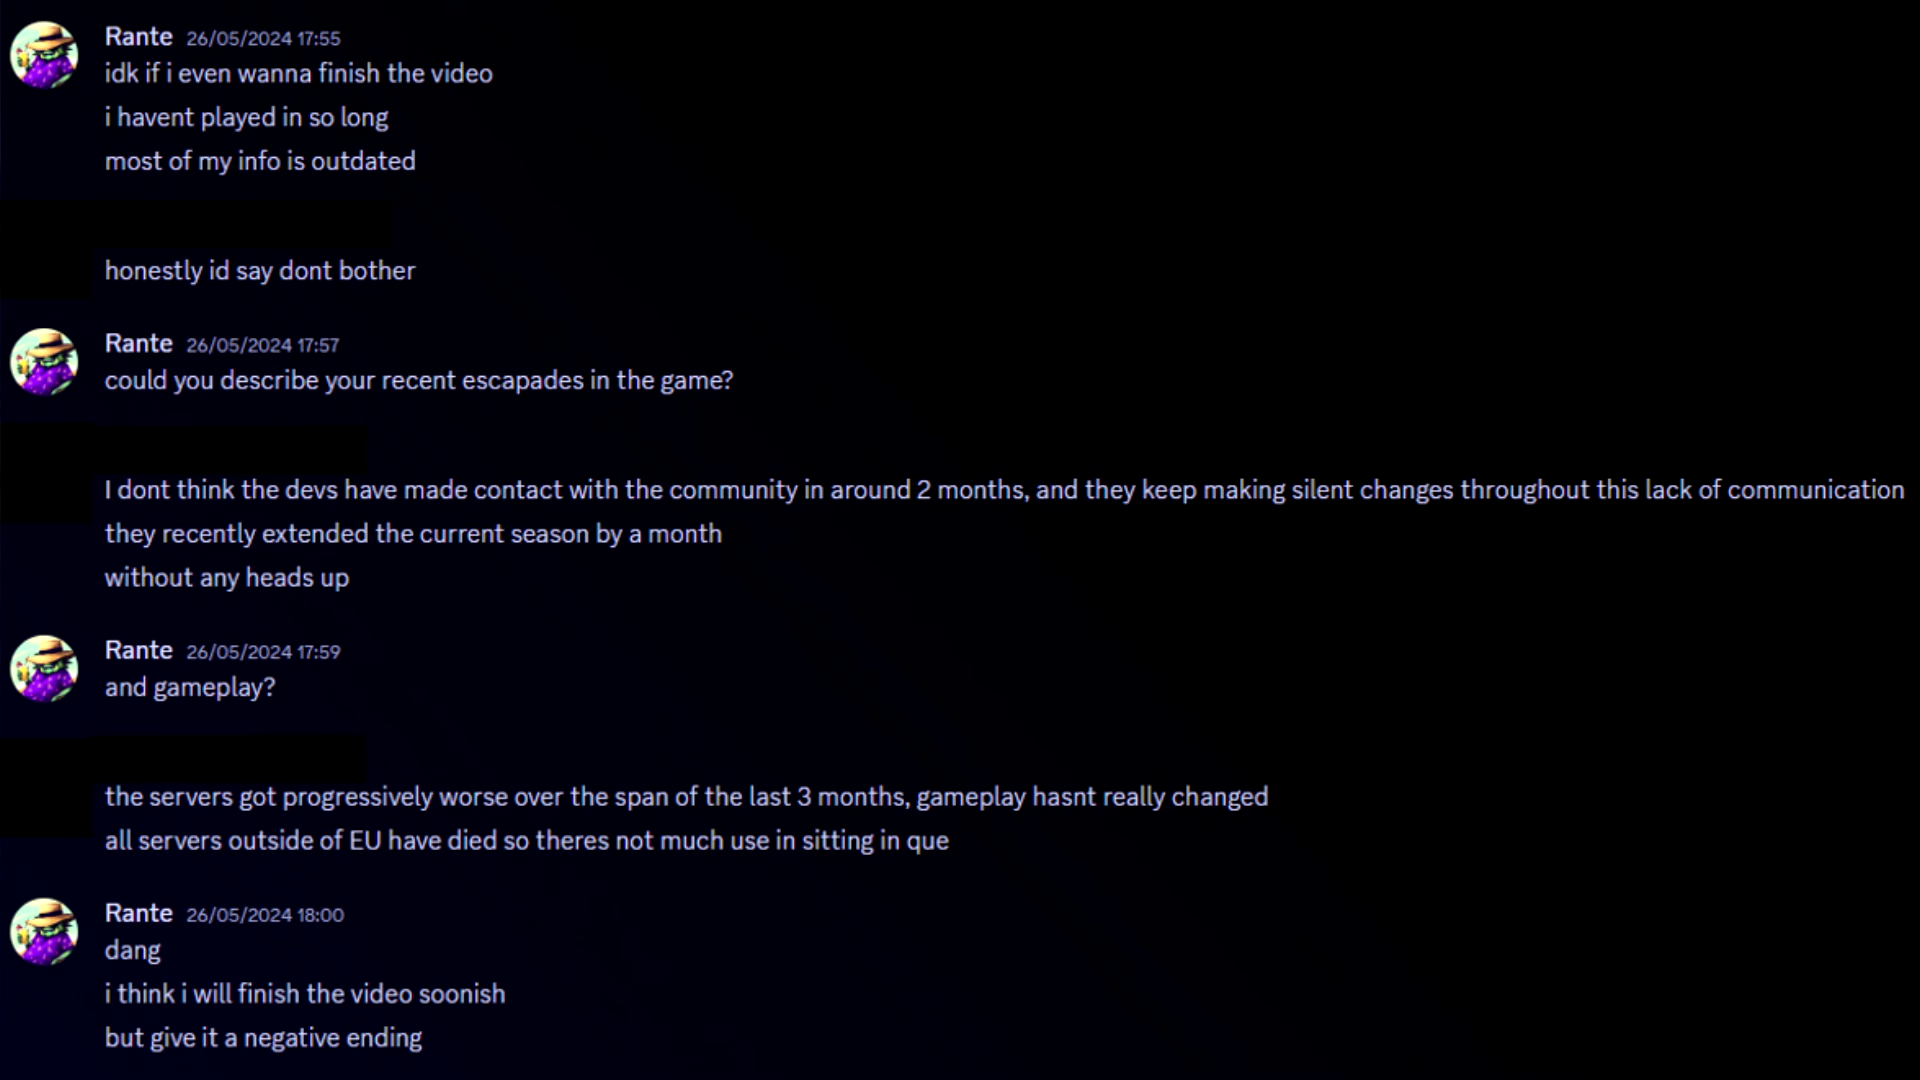 Rante 26/05/2024 17:55
idk if i even wanna finish the video
i havent played in so long
most of my info is outdated
honestly id say dont bother
Rante 26/05/2024 17:57
could you describe your recent escapades in the game?
I dont think the devs have made contact with the community in around 2 months, and they keep making silent changes throughout this lack of communication
they recently extended the current season by a month
without any heads up
Rante 26/05/2024 17:59
and gameplay?
the servers got progressively worse over the span of the last 3 months, gameplay hasnt really changed
all servers outside of EU have died so theres not much use in sitting in que
Rante 26/05/2024 18:00
dang
i think i will finish the video soonish
but give it a negative ending